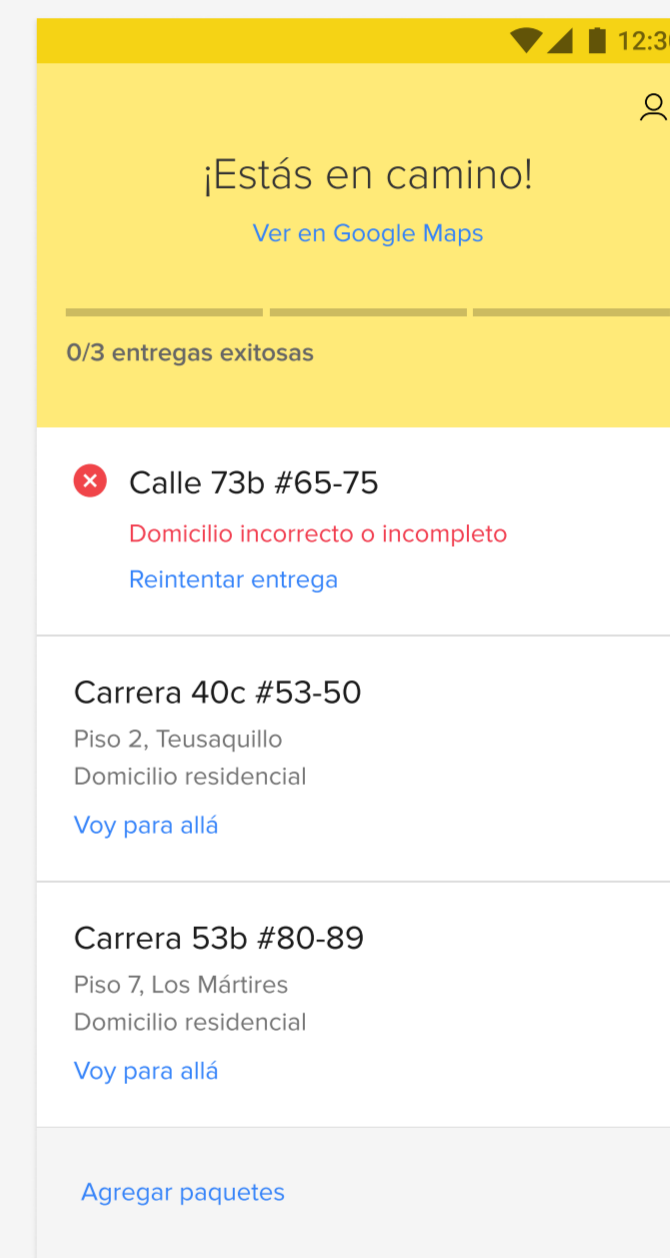 ¡Estás en camino!
Ver en Google Maps
0/3 entregas exitosas
Calle 73b #65-75
Domicilio incorrecto o incompleto
Reintentar entrega
Carrera 40c #53-50
Piso 2, Teusaquillo
Domicilio residencial
Voy para allá
Carrera 53b #80-89
Piso 7, Los Mártires
Domicilio residencial
Voy para allá
Agregar paquetes